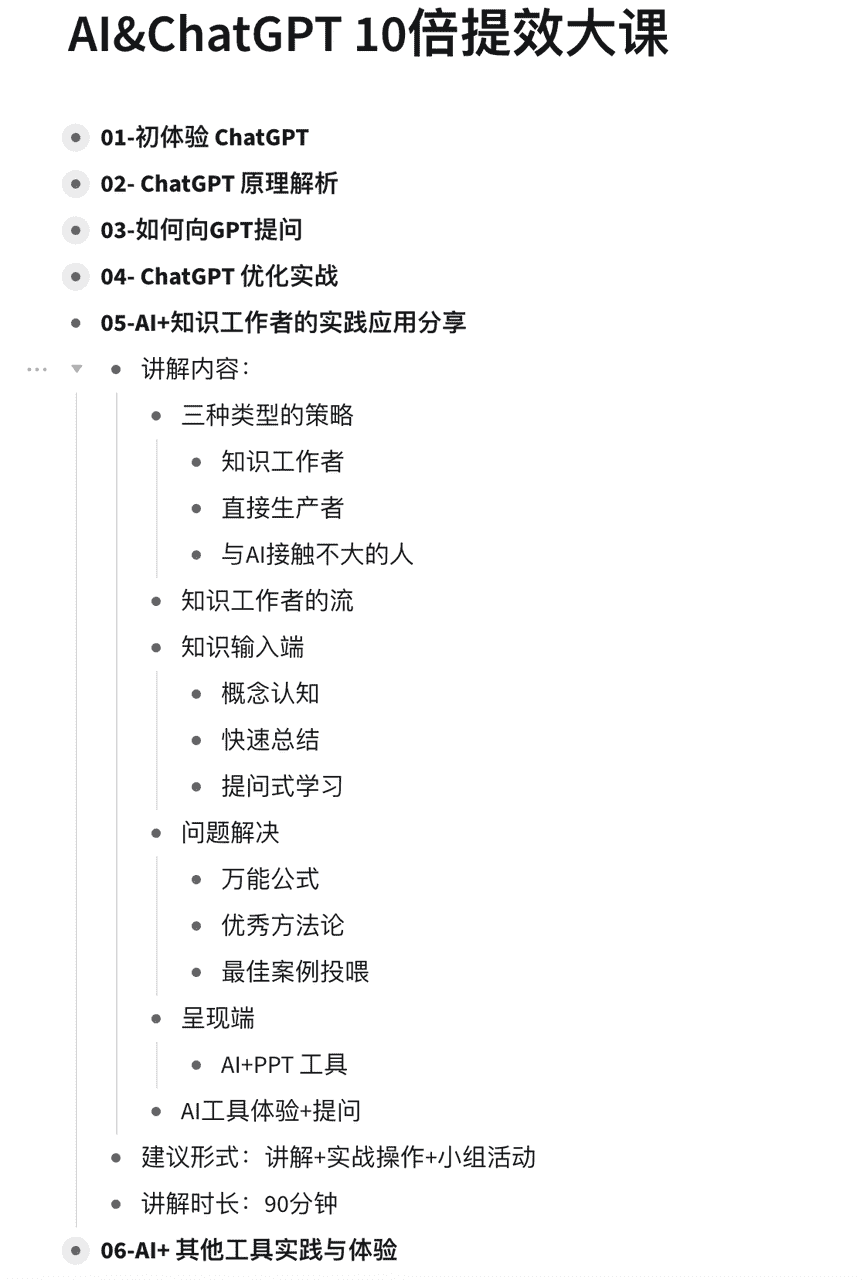 AI&ChatGPT 10倍提效大课
01-初体验 ChatGPT
02- ChatGPT 原理解析
03-如何向GPT提问
04- ChatGPT 优化实战
05-AI+知识工作者的实践应用分享
讲解内容：
三种类型的策略
知识工作者
直接生产者
与AI接触不大的人
知识工作者的流
知识输入端
概念认知
快速总结
提问式学习
问题解决
万能公式
优秀方法论
最佳案例投喂
呈现端
AI+PPT 工具
AI工具体验+提问
建议形式：讲解+实战操作+小组活动
讲解时长：90分钟
06-AI+ 其他工具实践与体验